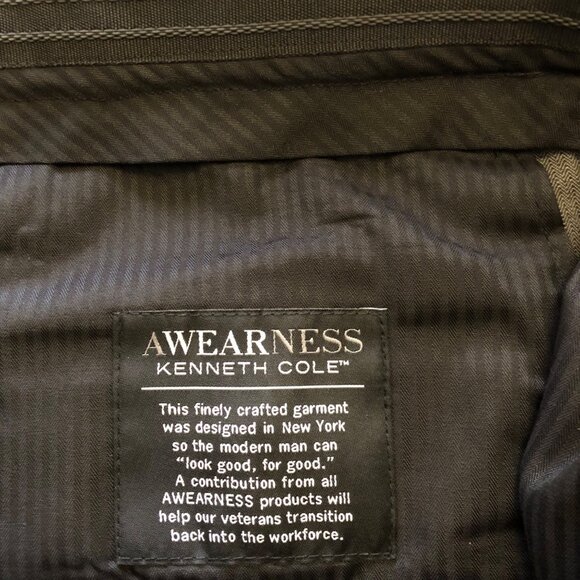 AWEARNESS
KENNETH COLE™
This finely crafted garment
was designed in New York
so the modern man can
“look good, for good.”
A contribution from all
AWEARNESS products will
help our veterans transition
back into the workforce.